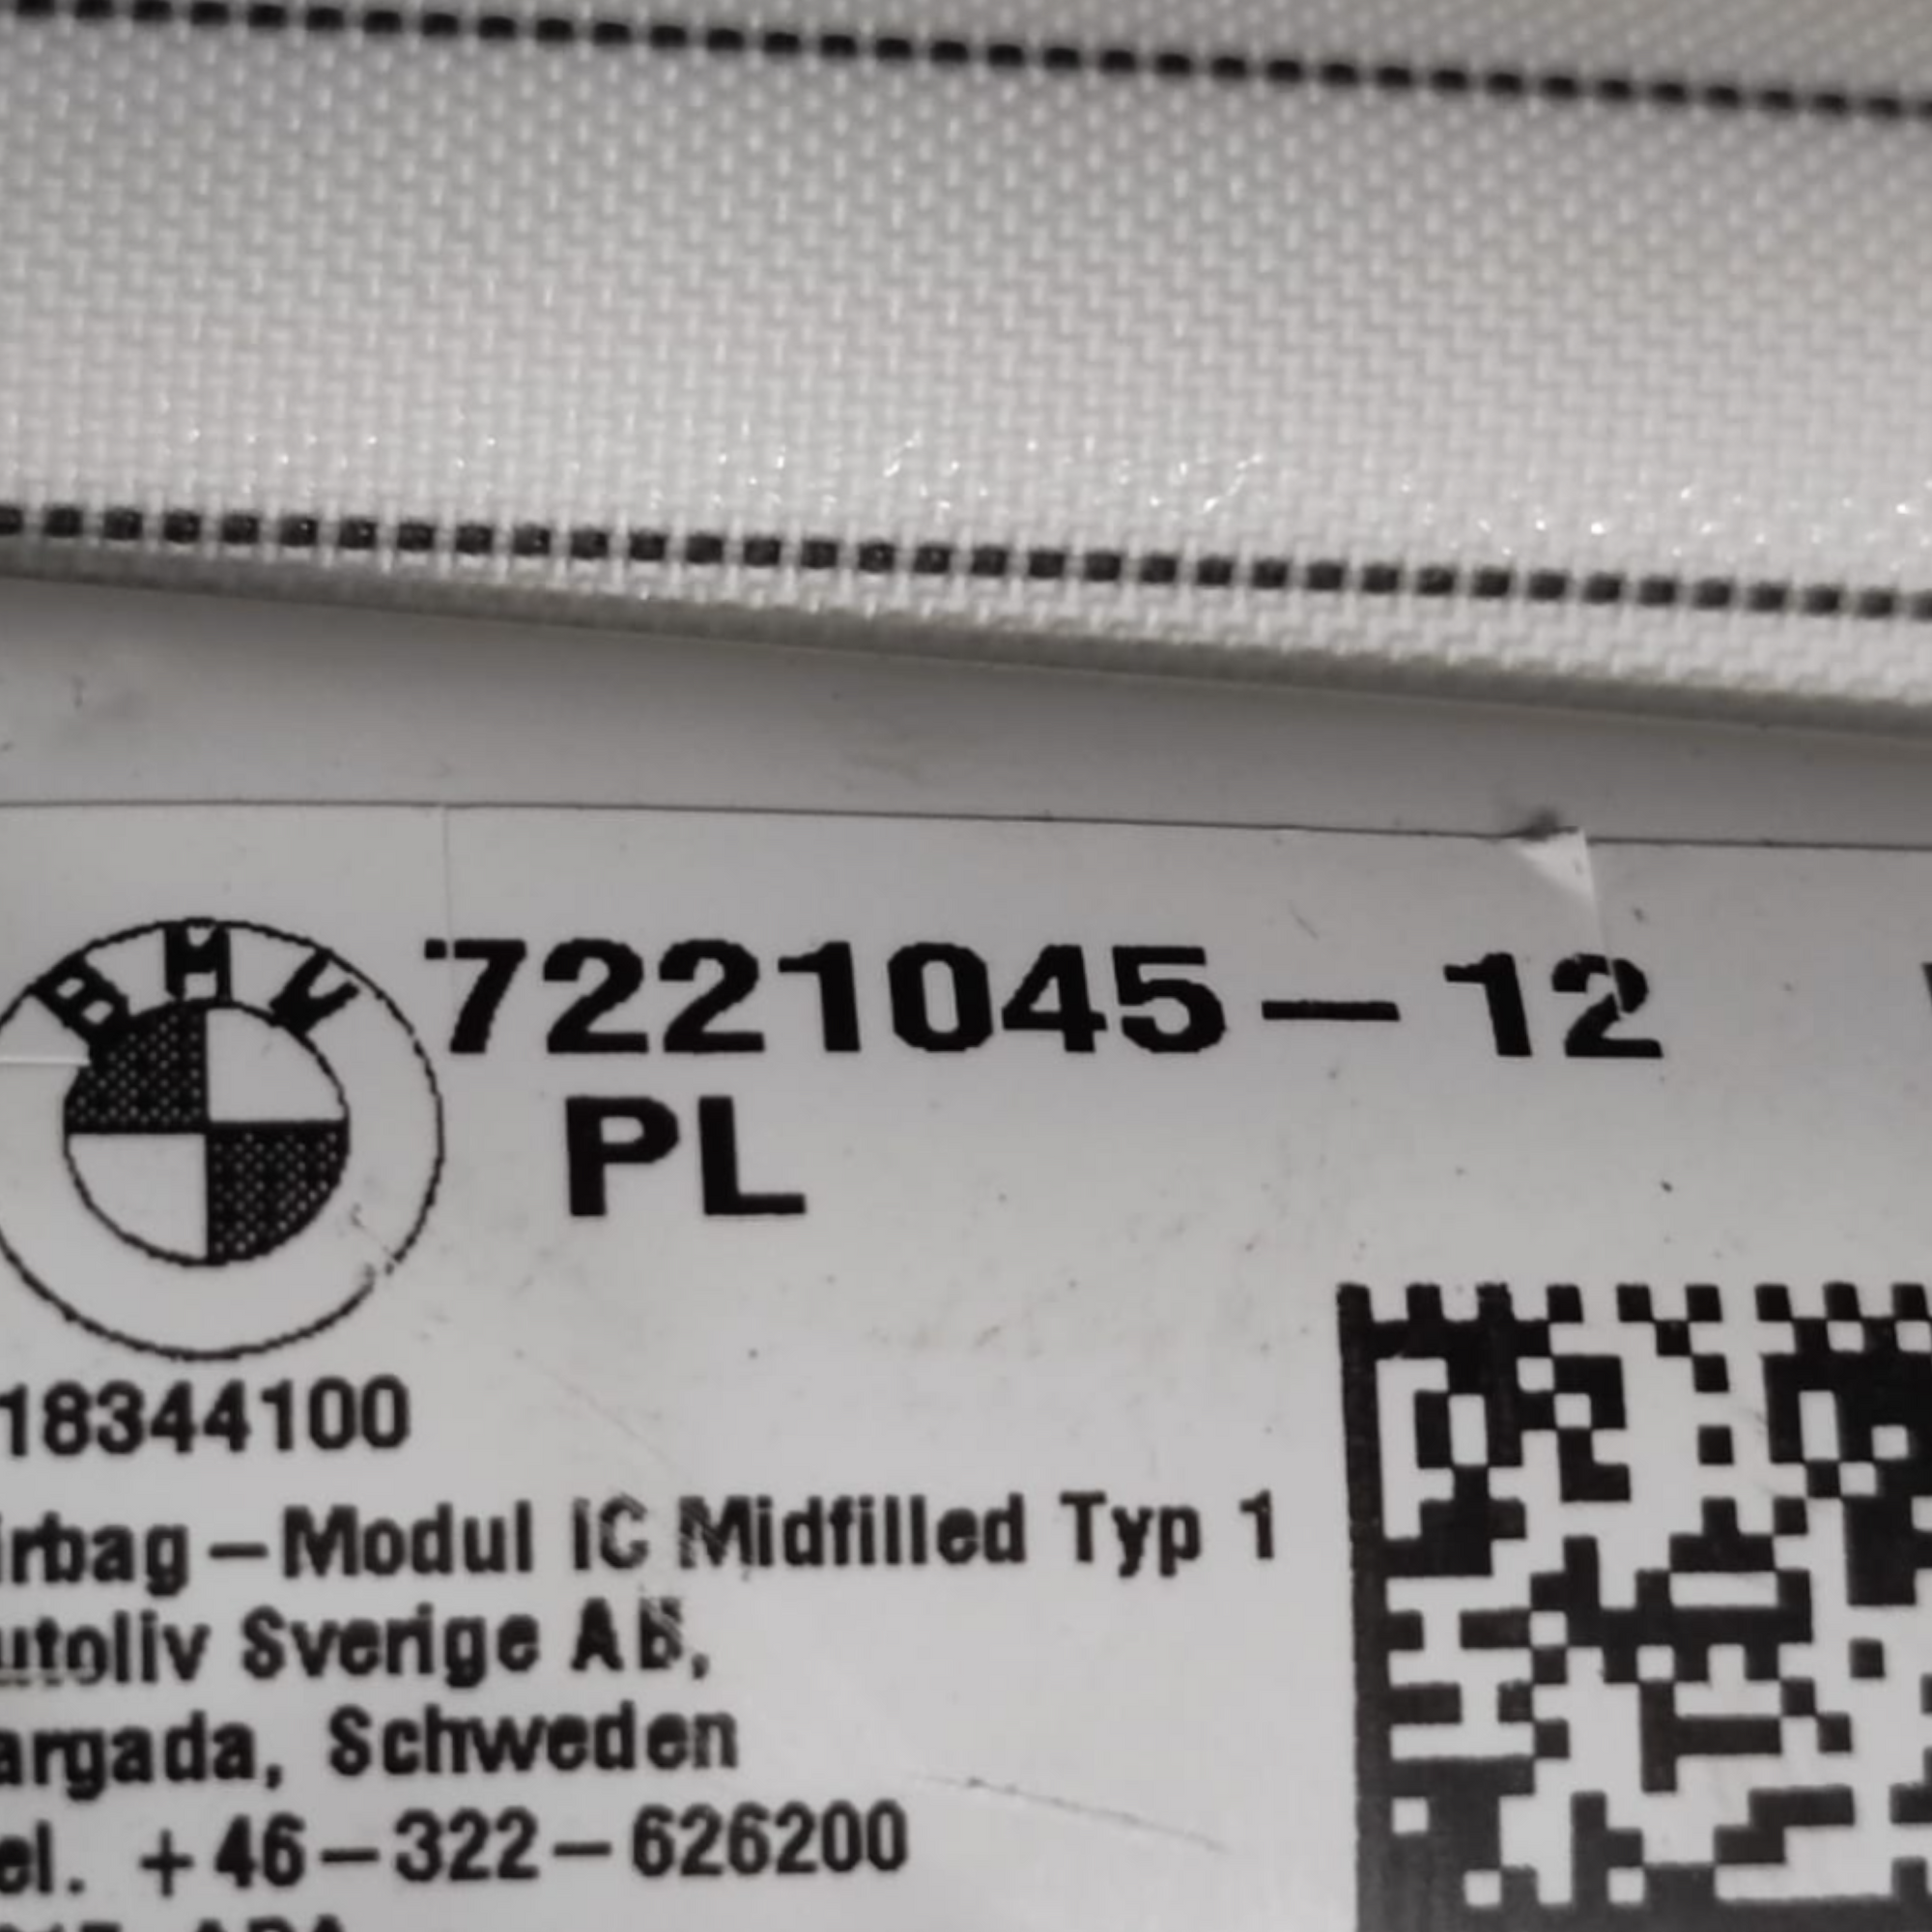 BMW
7221045-12
PL
18344100
irbag-Modul IC Midfilled Typ 1
utoliv Sverige AB,
argada, Schweden
el. +46-322-626200